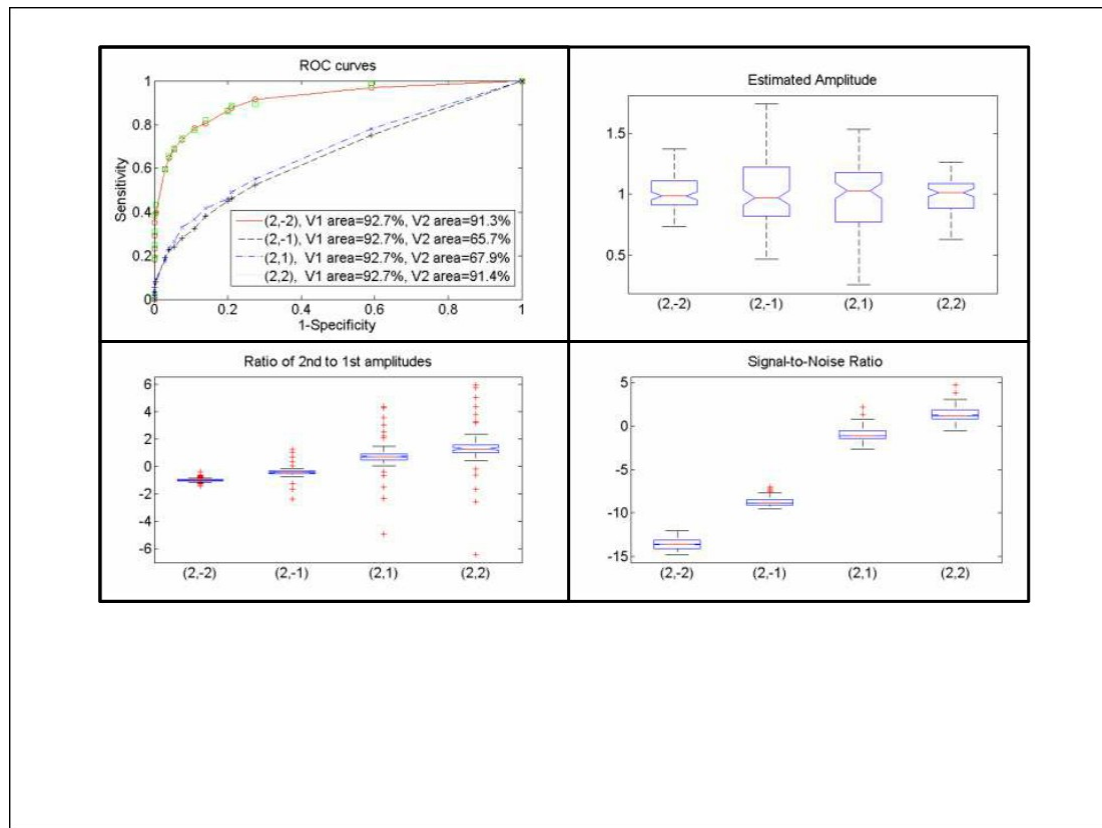 ROC curves
1
0.8
0.6
0.4
0.2
0
Sensitivity
(2,-2), V1 area=92.7%, V2 area=91.3%
(2,-1), V1 area=92.7%, V2 area=65.7%
(2,1), V1 area=92.7%, V2 area=67.9%
(2,2), V1 area=92.7%, V2 area=91.4%
0 0.2 0.4 0.6 0.8 1
1-Specificity
Estimated Amplitude
1.5
1
0.5
(2,-2) (2,-1) (2,1) (2,2)
Ratio of 2nd to 1st amplitudes
6
4
2
0
-2
-4
-6
(2,-2) (2,-1) (2,1) (2,2)
Signal-to-Noise Ratio
5
0
-5
-10
-15
(2,-2) (2,-1) (2,1) (2,2)